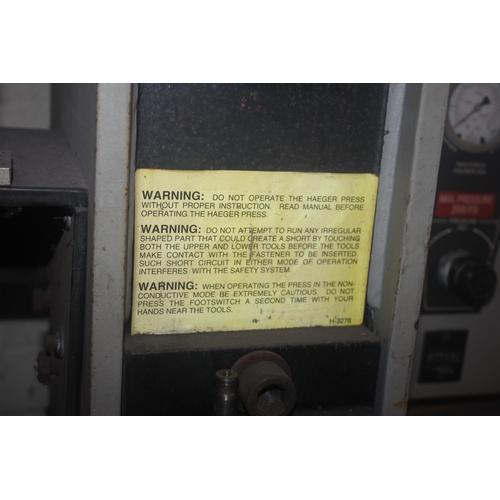 WARNING: DO NOT OPERATE THE HAEGER PRESS
WITHOUT PROPER INSTRUCTION. READ MANUAL BEFORE
OPERATING THE HAEGER PRESS.
WARNING: DO NOT ATTEMPT TO RUN ANY IRREGULAR
SHAPED PART THAT COULD CREATE A SHORT BY TOUCHING
BOTH THE UPPER AND LOWER TOOLS BEFORE THE TOOLS
MAKE CONTACT WITH THE FASTENER TO BE INSERTED.
SUCH SHORT CIRCUIT IN EITHER MODE OF OPERATION
INTERFERES WITH THE SAFETY SYSTEM.
WARNING: WHEN OPERATING THE PRESS IN THE NON-
CONDUCTIVE MODE BE EXTREMELY CAUTIOUS. DO NOT
PRESS THE FOOTSWITCH A SECOND TIME WITH YOUR
HANDS NEAR THE TOOLS.
H-3278
MAX PRESSURE